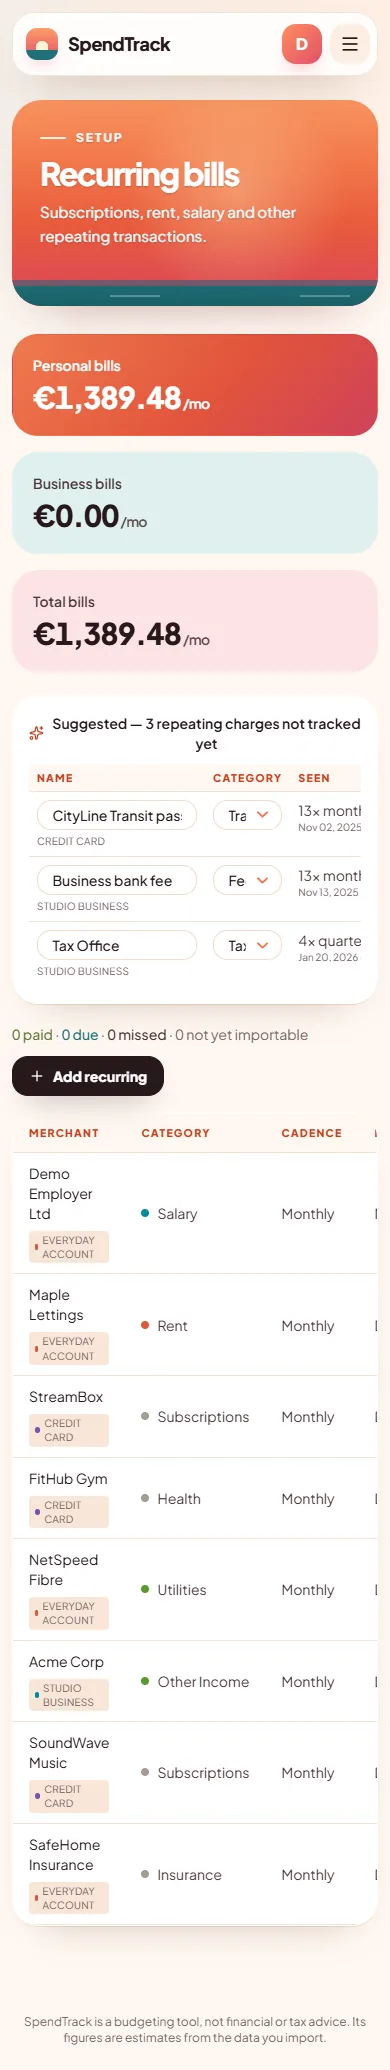 SpendTrack
D
SETUP
Recurring bills
Subscriptions, rent, salary and other
repeating transactions.
Personal bills
€1,389.48/mo
Business bills
€0.00/mo
Total bills
€1,389.48/mo
Suggested — 3 repeating charges not tracked
yet
NAME CATEGORY SEEN
CityLine Transit pas Tra 13× month
CREDIT CARD Nov 02, 2025
Business bank fee Fe 13× month
STUDIO BUSINESS Nov 13, 2025
Tax Office Tax 4× quarte
STUDIO BUSINESS Jan 20, 2026
0 paid · 0 due · 0 missed · 0 not yet importable
+ Add recurring
MERCHANT CATEGORY CADENCE
Demo
Employer
Ltd
EVERYDAY
ACCOUNT
Salary Monthly
Maple
Lettings
EVERYDAY
ACCOUNT
Rent Monthly
StreamBox
CREDIT
CARD
Subscriptions Monthly
FitHub Gym
CREDIT
CARD
Health Monthly
NetSpeed
Fibre
EVERYDAY
ACCOUNT
Utilities Monthly
Acme Corp
STUDIO
BUSINESS
Other Income Monthly
SoundWave
Music
CREDIT
CARD
Subscriptions Monthly
SafeHome
Insurance
EVERYDAY
ACCOUNT
Insurance Monthly
SpendTrack is a budgeting tool, not financial or tax advice. Its
figures are estimates from the data you import.